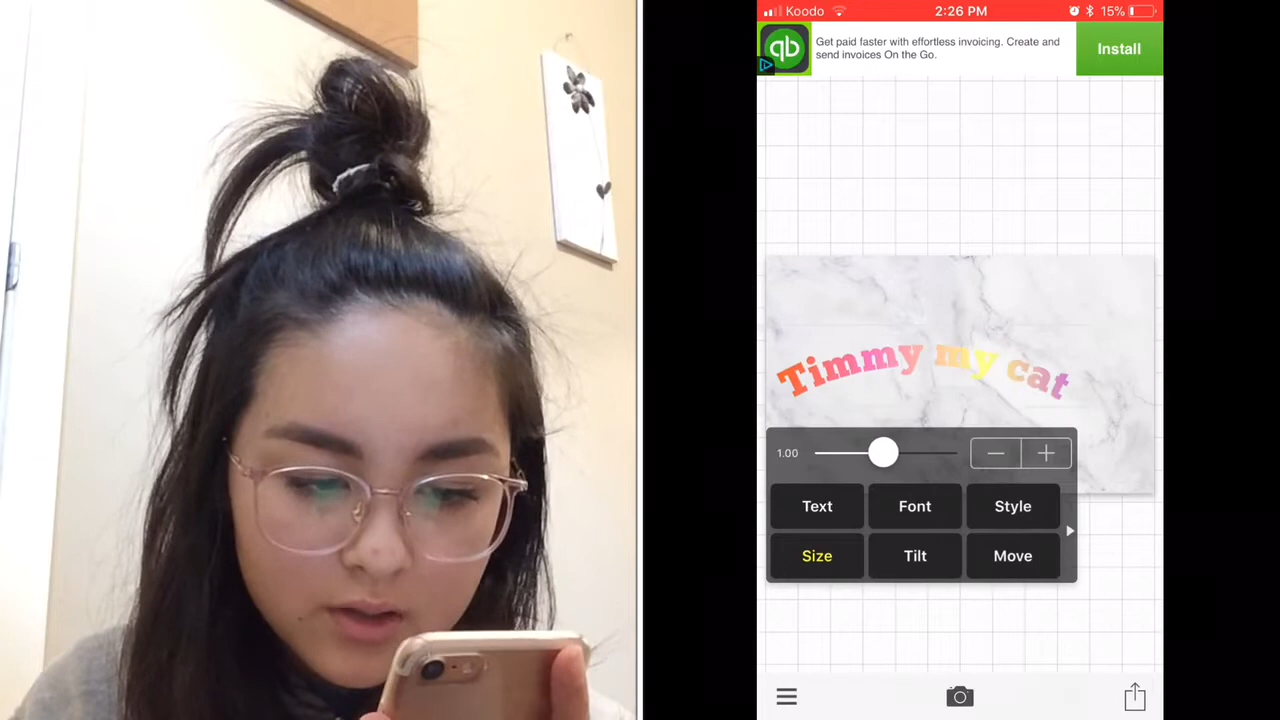 Koodo
2:26 PM
15%
qb
Get paid faster with effortless invoicing. Create and
send invoices On the Go.
Install
Timmy my cat
1.00
Text
Font
Style
Size
Tilt
Move